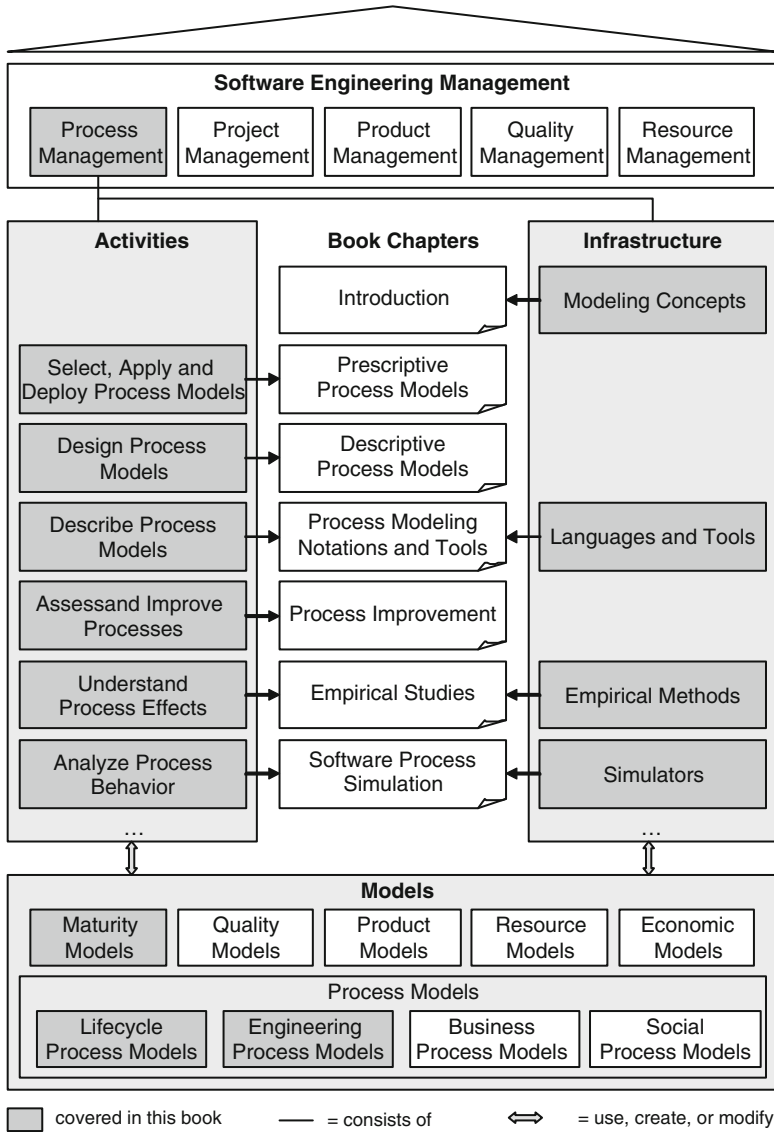 Software Engineering Management
Process
Management
Project
Management
Product
Management
Quality
Management
Resource
Management
Activities
Book Chapters
Infrastructure
Introduction
Modeling Concepts
Select, Apply and
Deploy Process Models
Prescriptive
Process Models
Design Process
Models
Descriptive
Process Models
Describe Process
Models
Process Modeling
Notations and Tools
Languages and Tools
Assessand Improve
Processes
Process Improvement
Understand
Process Effects
Empirical Studies
Empirical Methods
Analyze Process
Behavior
Software Process
Simulation
Simulators
...
...
Models
Maturity
Models
Quality
Models
Product
Models
Resource
Models
Economic
Models
Process Models
Lifecycle
Process Models
Engineering
Process Models
Business
Process Models
Social
Process Models
covered in this book
= consists of
= use, create, or modify